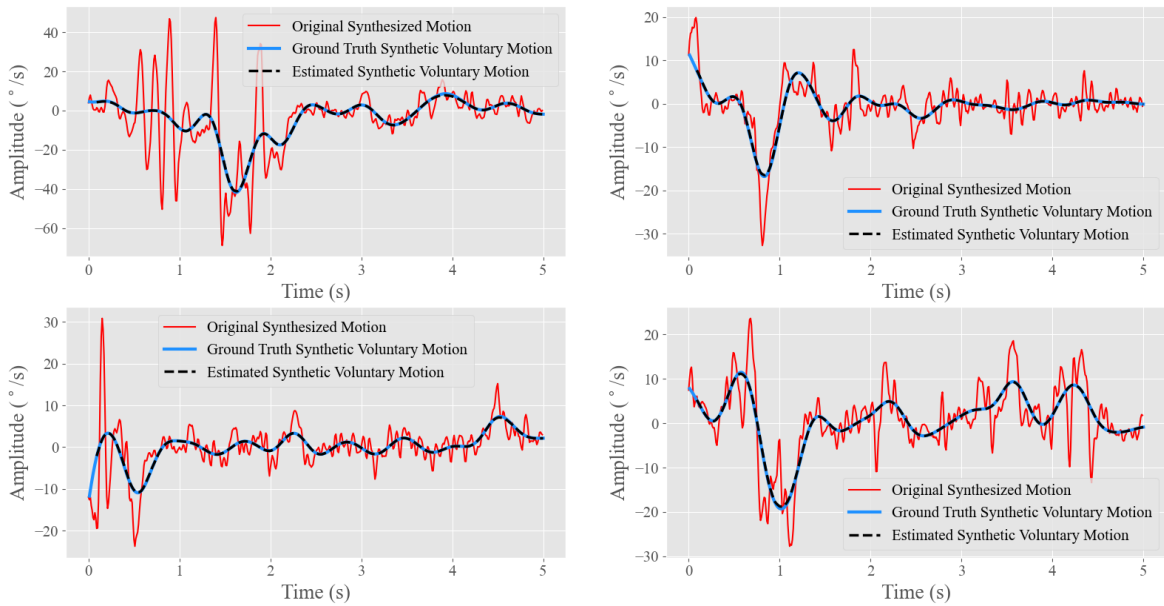 Amplitude ( °/s)
40
20
0
−20
−40
−60
Original Synthesized Motion
Ground Truth Synthetic Voluntary Motion
Estimated Synthetic Voluntary Motion
0 1 2 3 4 5
Time (s)
Amplitude ( °/s)
20
10
0
−10
−20
−30
Original Synthesized Motion
Ground Truth Synthetic Voluntary Motion
Estimated Synthetic Voluntary Motion
0 1 2 3 4 5
Time (s)
Amplitude ( °/s)
30
20
10
0
−10
−20
Original Synthesized Motion
Ground Truth Synthetic Voluntary Motion
Estimated Synthetic Voluntary Motion
0 1 2 3 4 5
Time (s)
Amplitude ( °/s)
20
10
0
−10
−20
−30
Original Synthesized Motion
Ground Truth Synthetic Voluntary Motion
Estimated Synthetic Voluntary Motion
0 1 2 3 4 5
Time (s)